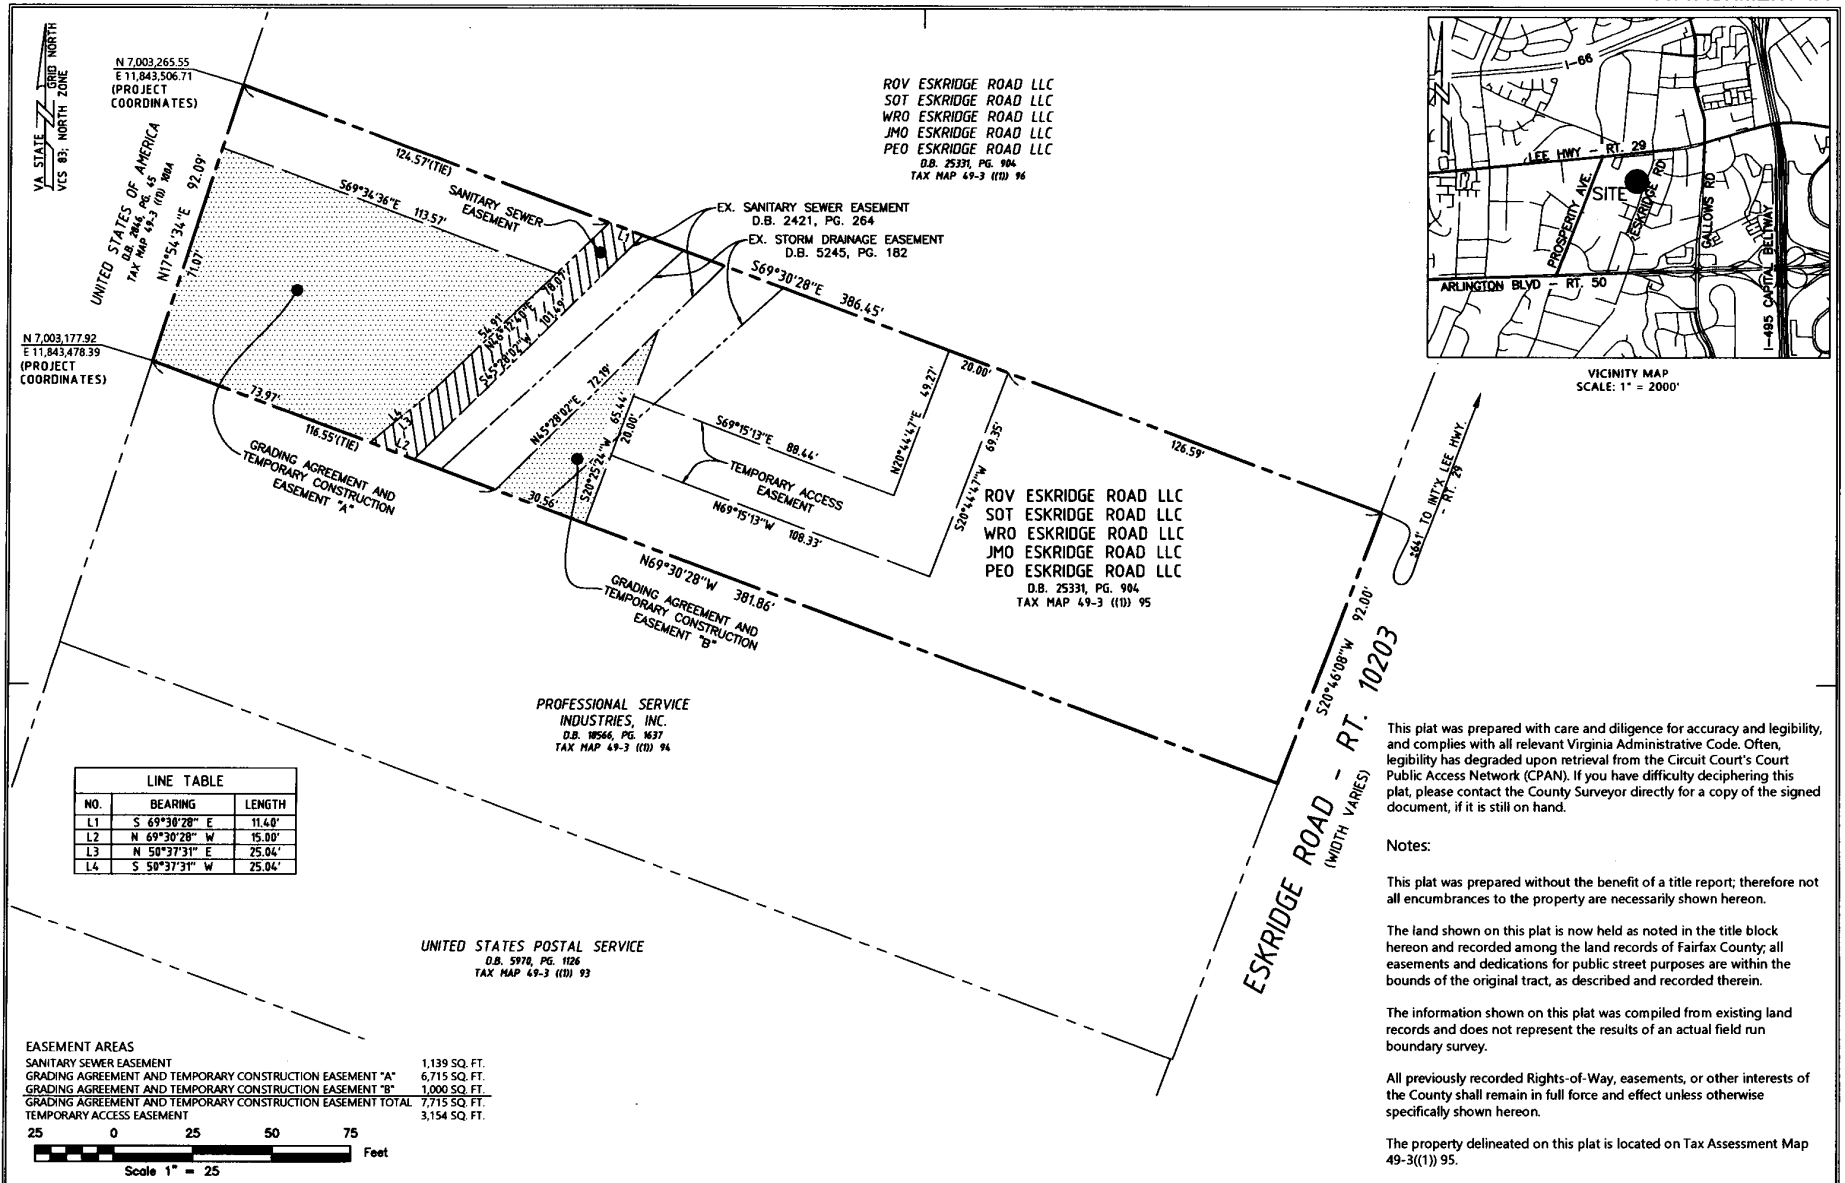 VA STATE GRID NORTH
VCS 83; NORTH ZONE
N 7,003,265.55
E 11,843,506.71
(PROJECT
COORDINATES)
UNITED STATES OF AMERICA
D.B. 2846, PG. 45
TAX MAP 49-3 ((1)) 100A
N17°54'34"E 92.09'
71.07'
N 7,003,177.92
E 11,843,478.39
(PROJECT
COORDINATES)
124.57'(TIE)
S69°34'36"E 113.57'
SANITARY SEWER
EASEMENT
L1
ROV ESKRIDGE ROAD LLC
SOT ESKRIDGE ROAD LLC
WRO ESKRIDGE ROAD LLC
JMO ESKRIDGE ROAD LLC
PEO ESKRIDGE ROAD LLC
D.B. 25331, PG. 904
TAX MAP 49-3 ((1)) 96
EX. SANITARY SEWER EASEMENT
D.B. 2421, PG. 264
EX. STORM DRAINAGE EASEMENT
D.B. 5245, PG. 182
S69°30'28"E 386.45'
54.91'
N46°12'40"E 78.07'
S45°28'02"W 101.49'
L4
L3
L2
73.97'
116.55'(TIE)
GRADING AGREEMENT AND
TEMPORARY CONSTRUCTION
EASEMENT "A"
N45°28'02"E 72.19'
S20°25'24"W 65.44'
20.00'
30.56'
S69°15'13"E 88.44'
TEMPORARY ACCESS
EASEMENT
N69°15'13"W 108.33'
N20°44'47"E 49.27'
20.00'
S20°44'47"W 69.35'
126.59'
N69°30'28"W 381.86'
GRADING AGREEMENT AND
TEMPORARY CONSTRUCTION
EASEMENT "B"
ROV ESKRIDGE ROAD LLC
SOT ESKRIDGE ROAD LLC
WRO ESKRIDGE ROAD LLC
JMO ESKRIDGE ROAD LLC
PEO ESKRIDGE ROAD LLC
D.B. 25331, PG. 904
TAX MAP 49-3 ((1)) 95
S20°46'08"W 92.00'
ESKRIDGE ROAD - RT. 10203
(WIDTH VARIES)
±641' TO INT'X LEE HWY.
- RT. 29
I-66
LEE HWY - RT. 29
SITE
PROSPERITY AVE.
ESKRIDGE RD
GALLOWS RD
I-495 CAPITAL BELTWAY
ARLINGTON BLVD - RT. 50
VICINITY MAP
SCALE: 1" = 2000'
PROFESSIONAL SERVICE
INDUSTRIES, INC.
D.B. 18566, PG. 1637
TAX MAP 49-3 ((1)) 94
UNITED STATES POSTAL SERVICE
D.B. 5970, PG. 1126
TAX MAP 49-3 ((1)) 93
LINE TABLE
NO. BEARING LENGTH
L1 S 69°30'28" E 11.40'
L2 N 69°30'28" W 15.00'
L3 N 50°37'31" E 25.04'
L4 S 50°37'31" W 25.04'
EASEMENT AREAS
SANITARY SEWER EASEMENT 1,139 SQ. FT.
GRADING AGREEMENT AND TEMPORARY CONSTRUCTION EASEMENT "A" 6,715 SQ. FT.
GRADING AGREEMENT AND TEMPORARY CONSTRUCTION EASEMENT "B" 1,000 SQ. FT.
GRADING AGREEMENT AND TEMPORARY CONSTRUCTION EASEMENT TOTAL 7,715 SQ. FT.
TEMPORARY ACCESS EASEMENT 3,154 SQ. FT.
25 0 25 50 75
Feet
Scale 1" = 25
This plat was prepared with care and diligence for accuracy and legibility,
and complies with all relevant Virginia Administrative Code. Often,
legibility has degraded upon retrieval from the Circuit Court's Court
Public Access Network (CPAN). If you have difficulty deciphering this
plat, please contact the County Surveyor directly for a copy of the signed
document, if it is still on hand.
Notes:
This plat was prepared without the benefit of a title report; therefore not
all encumbrances to the property are necessarily shown hereon.
The land shown on this plat is now held as noted in the title block
hereon and recorded among the land records of Fairfax County; all
easements and dedications for public street purposes are within the
bounds of the original tract, as described and recorded therein.
The information shown on this plat was compiled from existing land
records and does not represent the results of an actual field run
boundary survey.
All previously recorded Rights-of-Way, easements, or other interests of
the County shall remain in full force and effect unless otherwise
specifically shown hereon.
The property delineated on this plat is located on Tax Assessment Map
49-3((1)) 95.